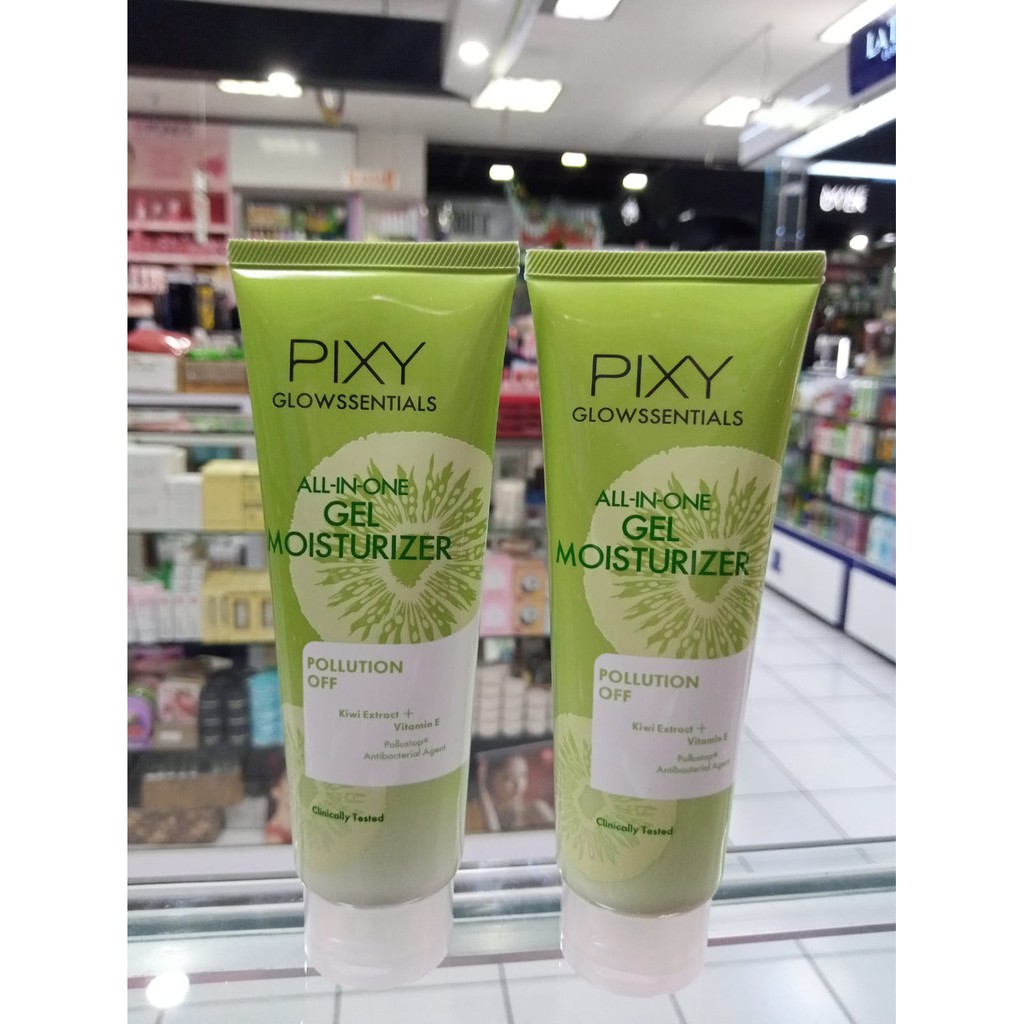 PIXY
GLOWSSENTIALS
ALL-IN-ONE
GEL
MOISTURIZER
POLLUTION
OFF
Kiwi Extract +
Vitamin E
Pollustop®
Antibacterial Agent
Clinically Tested
PIXY
GLOWSSENTIALS
ALL-IN-ONE
GEL
MOISTURIZER
POLLUTION
OFF
Kiwi Extract +
Vitamin E
Pollustop®
Antibacterial Agent
Clinically Tested